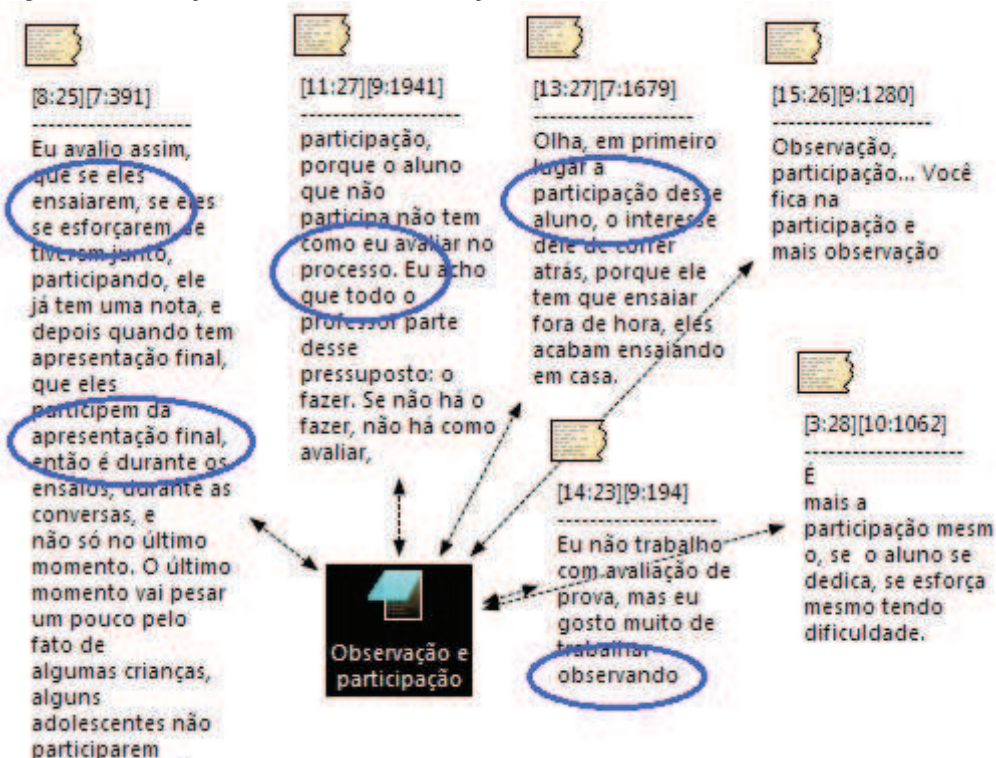 [8:25][7:391]
--------------------
Eu avalio assim,
que se eles
ensaiarem, se eles
se esforçarem, se
tiverem junto,
participando, ele
já tem uma nota, e
depois quando tem
apresentação final,
que eles
participem da
apresentação final,
então é durante os
ensaios, durante as
conversas, e
não só no último
momento. O último
momento vai pesar
um pouco pelo
fato de
algumas crianças,
alguns
adolescentes não
participarem
[11:27][9:1941]
--------------------
participação,
porque o aluno
que não
participa não tem
como eu avaliar no
processo. Eu acho
que todo o
professor parte
desse
pressuposto: o
fazer. Se não há o
fazer, não há como
avaliar,
[13:27][7:1679]
--------------------
Olha, em primeiro
lugar a
participação desse
aluno, o interesse
dele de correr
atrás, porque ele
tem que ensaiar
fora de hora, eles
acabam ensaiando
em casa.
[15:26][9:1280]
--------------------
Observação,
participação... Você
fica na
participação e
mais observação
[14:23][9:194]
--------------------
Eu não trabalho
com avaliação de
prova, mas eu
gosto muito de
trabalhar
observando
[3:28][10:1062]
--------------------
É
mais a
participação mesm
o, se o aluno se
dedica, se esforça
mesmo tendo
dificuldade.
Observação e
participação